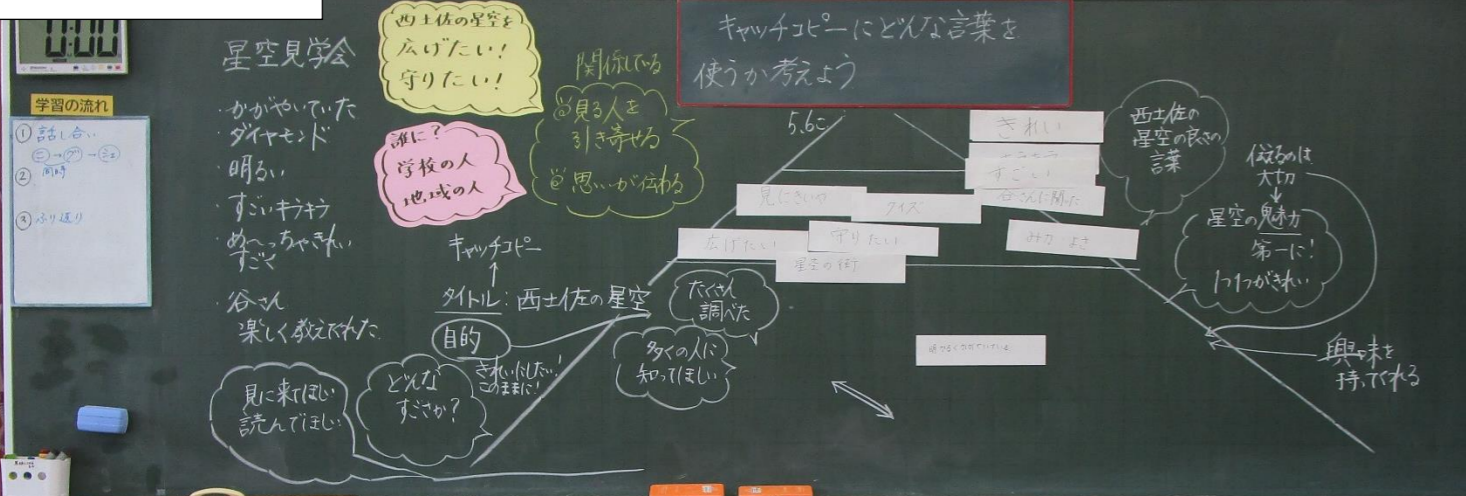 0:00
学習の流れ
① 話し合い
② 同時
③ ふり返り
星空見学会
・かがやいていた
・ダイヤモンド
・明るい
・すごいキラキラ
・め〜っちゃきれい
すごく
・谷さん
楽しく教えてくれた
西土佐の星空を
広げたい!
守りたい!
誰に?
学校の人
地域の人
関係している
見る人を
引き寄せる
思いが伝わる
キャッチコピー
タイトル:西土佐の星空
目的
きれいにしたい!
このままに!
見に来てほしい
読んでほしい
どんな
すごさか?
たくさん
調べた
多くの人に
知ってほしい
キャッチコピーにどんな言葉を
使うか考えよう
5.6こ
きれい
すごい
見にきいや
クイズ
谷さんに聞いた
広げたい
守りたい
星空の街
西土佐の
星空の良さの
言葉
伝えるのは
大切
星空の魅力
第一に!
1つ1つがきれい
興味を
持ってくれる